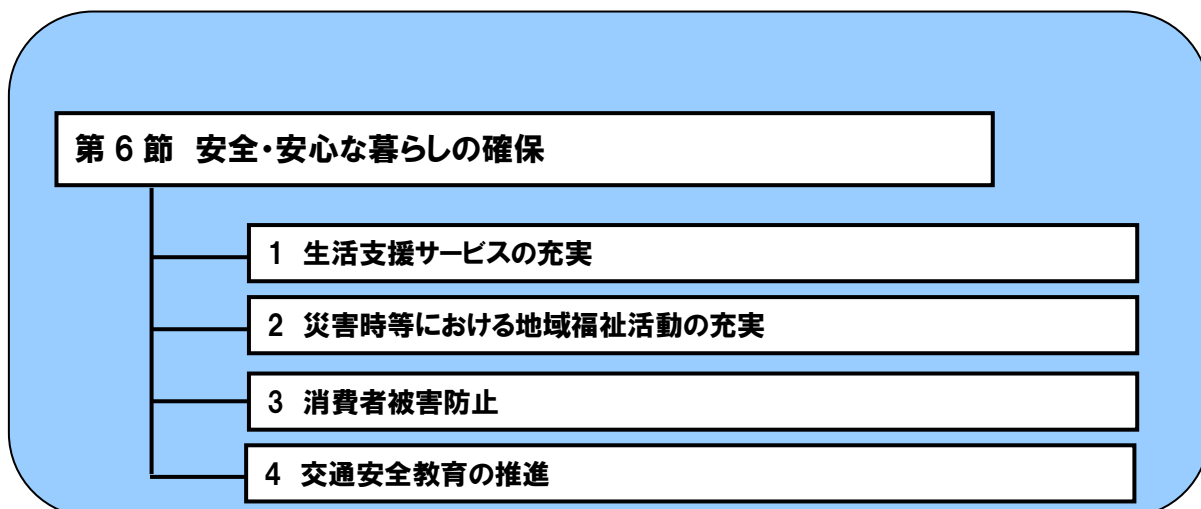 第6節 安全・安心な暮らしの確保
1 生活支援サービスの充実
2 災害時等における地域福祉活動の充実
3 消費者被害防止
4 交通安全教育の推進